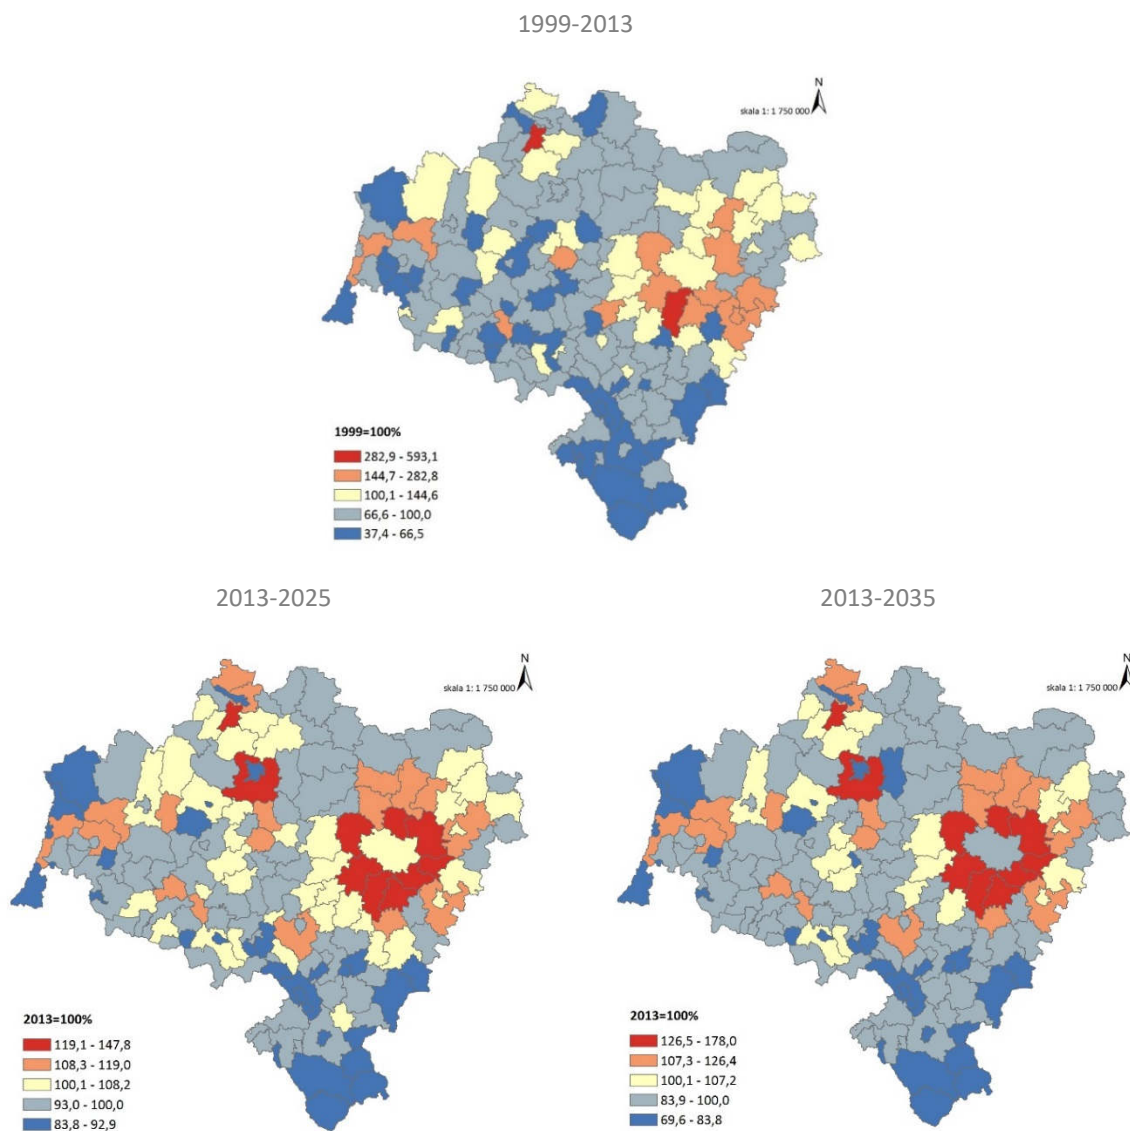 1999-2013
N
skala 1: 1 750 000
1999=100%
282,9 - 593,1
144,7 - 282,8
100,1 - 144,6
66,6 - 100,0
37,4 - 66,5
2013-2025
N
skala 1: 1 750 000
2013=100%
119,1 - 147,8
108,3 - 119,0
100,1 - 108,2
93,0 - 100,0
83,8 - 92,9
2013-2035
N
skala 1: 1 750 000
2013=100%
126,5 - 178,0
107,3 - 126,4
100,1 - 107,2
83,9 - 100,0
69,6 - 83,8